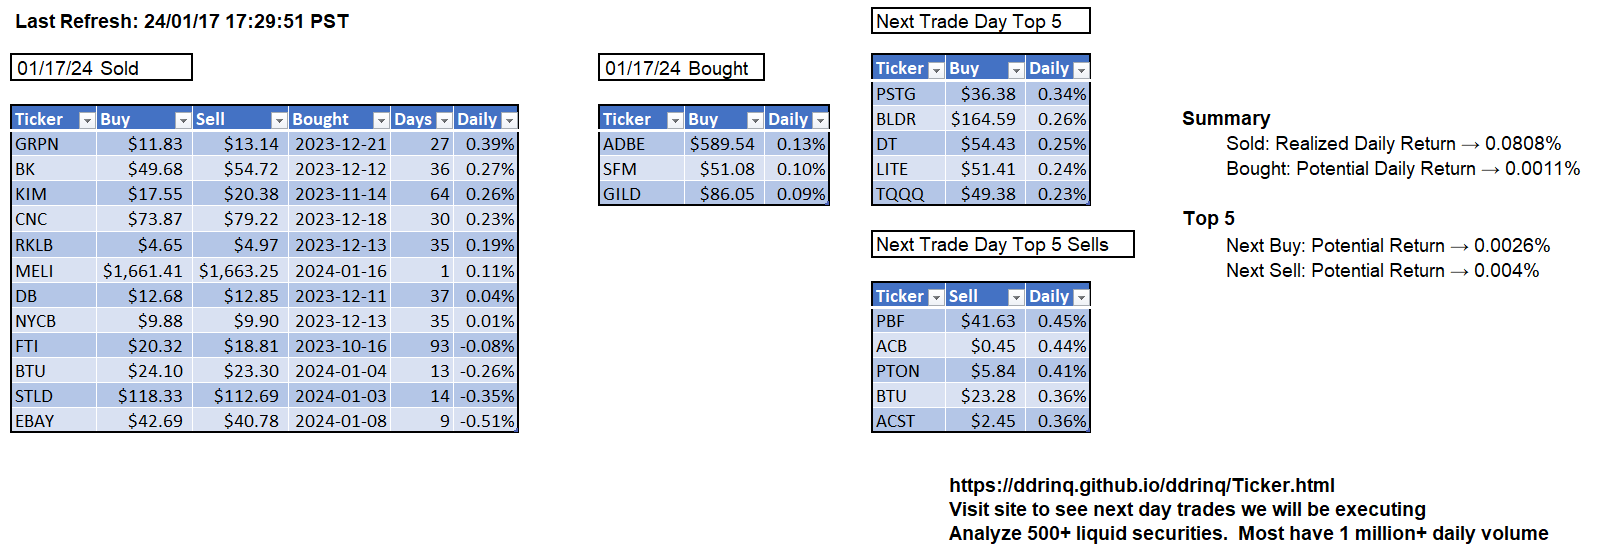 Last Refresh: 24/01/17 17:29:51 PST
01/17/24 Sold
Ticker Buy Sell Bought Days Daily
GRPN $11.83 $13.14 2023-12-21 27 0.39%
BK $49.68 $54.72 2023-12-12 36 0.27%
KIM $17.55 $20.38 2023-11-14 64 0.26%
CNC $73.87 $79.22 2023-12-18 30 0.23%
RKLB $4.65 $4.97 2023-12-13 35 0.19%
MELI $1,661.41 $1,663.25 2024-01-16 1 0.11%
DB $12.68 $12.85 2023-12-11 37 0.04%
NYCB $9.88 $9.90 2023-12-13 35 0.01%
FTI $20.32 $18.81 2023-10-16 93 -0.08%
BTU $24.10 $23.30 2024-01-04 13 -0.26%
STLD $118.33 $112.69 2024-01-03 14 -0.35%
EBAY $42.69 $40.78 2024-01-08 9 -0.51%
01/17/24 Bought
Ticker Buy Daily
ADBE $589.54 0.13%
SFM $51.08 0.10%
GILD $86.05 0.09%
Next Trade Day Top 5
Ticker Buy Daily
PSTG $36.38 0.34%
BLDR $164.59 0.26%
DT $54.43 0.25%
LITE $51.41 0.24%
TQQQ $49.38 0.23%
Next Trade Day Top 5 Sells
Ticker Sell Daily
PBF $41.63 0.45%
ACB $0.45 0.44%
PTON $5.84 0.41%
BTU $23.28 0.36%
ACST $2.45 0.36%
Summary
Sold: Realized Daily Return → 0.0808%
Bought: Potential Daily Return → 0.0011%
Top 5
Next Buy: Potential Return → 0.0026%
Next Sell: Potential Return → 0.004%
https://ddrinq.github.io/ddrinq/Ticker.html
Visit site to see next day trades we will be executing
Analyze 500+ liquid securities.  Most have 1 million+ daily volume